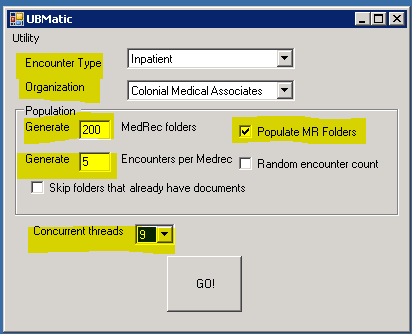 UBMatic
Utility
Encounter Type Inpatient
Organization Colonial Medical Associates
Population
Generate 200 MedRec folders Populate MR Folders
Generate 5 Encounters per Medrec Random encounter count
Skip folders that already have documents
Concurrent threads 9
GO!